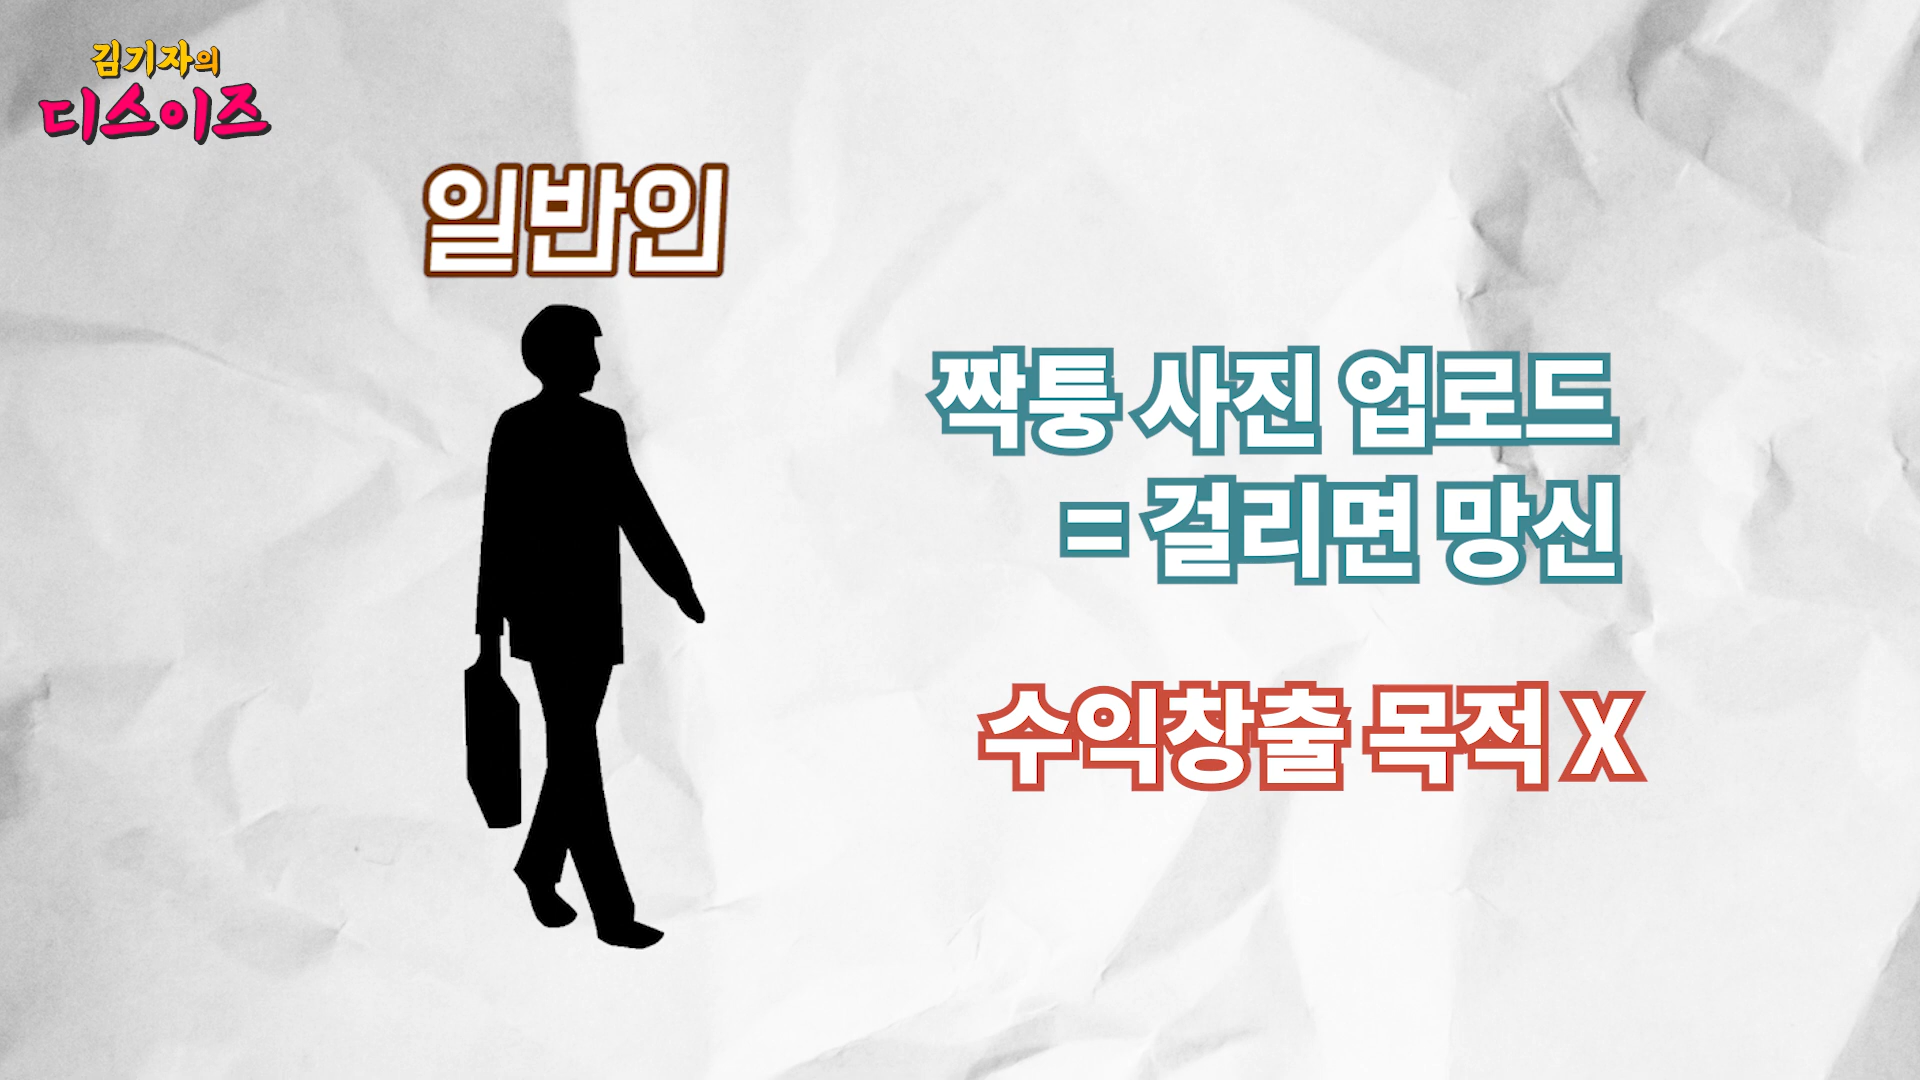 김기자의
디스이즈
일반인
짝퉁 사진 업로드
= 걸리면 망신
수익창출 목적 X